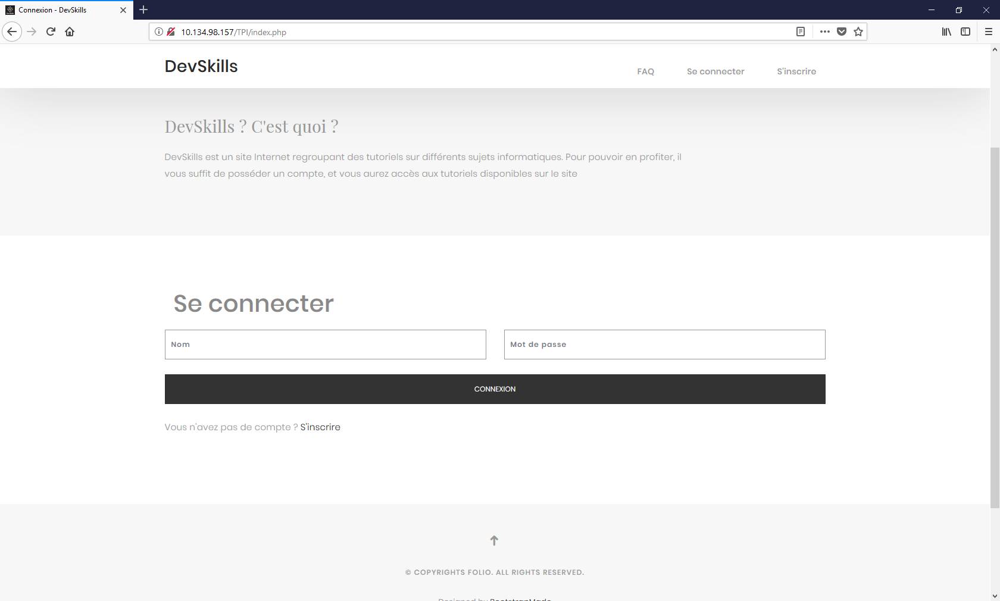 Connexion - DevSkills
10.134.98.157/TPI/index.php
DevSkills
FAQ
Se connecter
S'inscrire
DevSkills ? C'est quoi ?
DevSkills est un site Internet regroupant des tutoriels sur différents sujets informatiques. Pour pouvoir en profiter, il
vous suffit de posséder un compte, et vous aurez accès aux tutoriels disponibles sur le site
Se connecter
Nom
Mot de passe
CONNEXION
Vous n'avez pas de compte ? S'inscrire
© COPYRIGHTS FOLIO. ALL RIGHTS RESERVED.
Designed by BootstrapMade